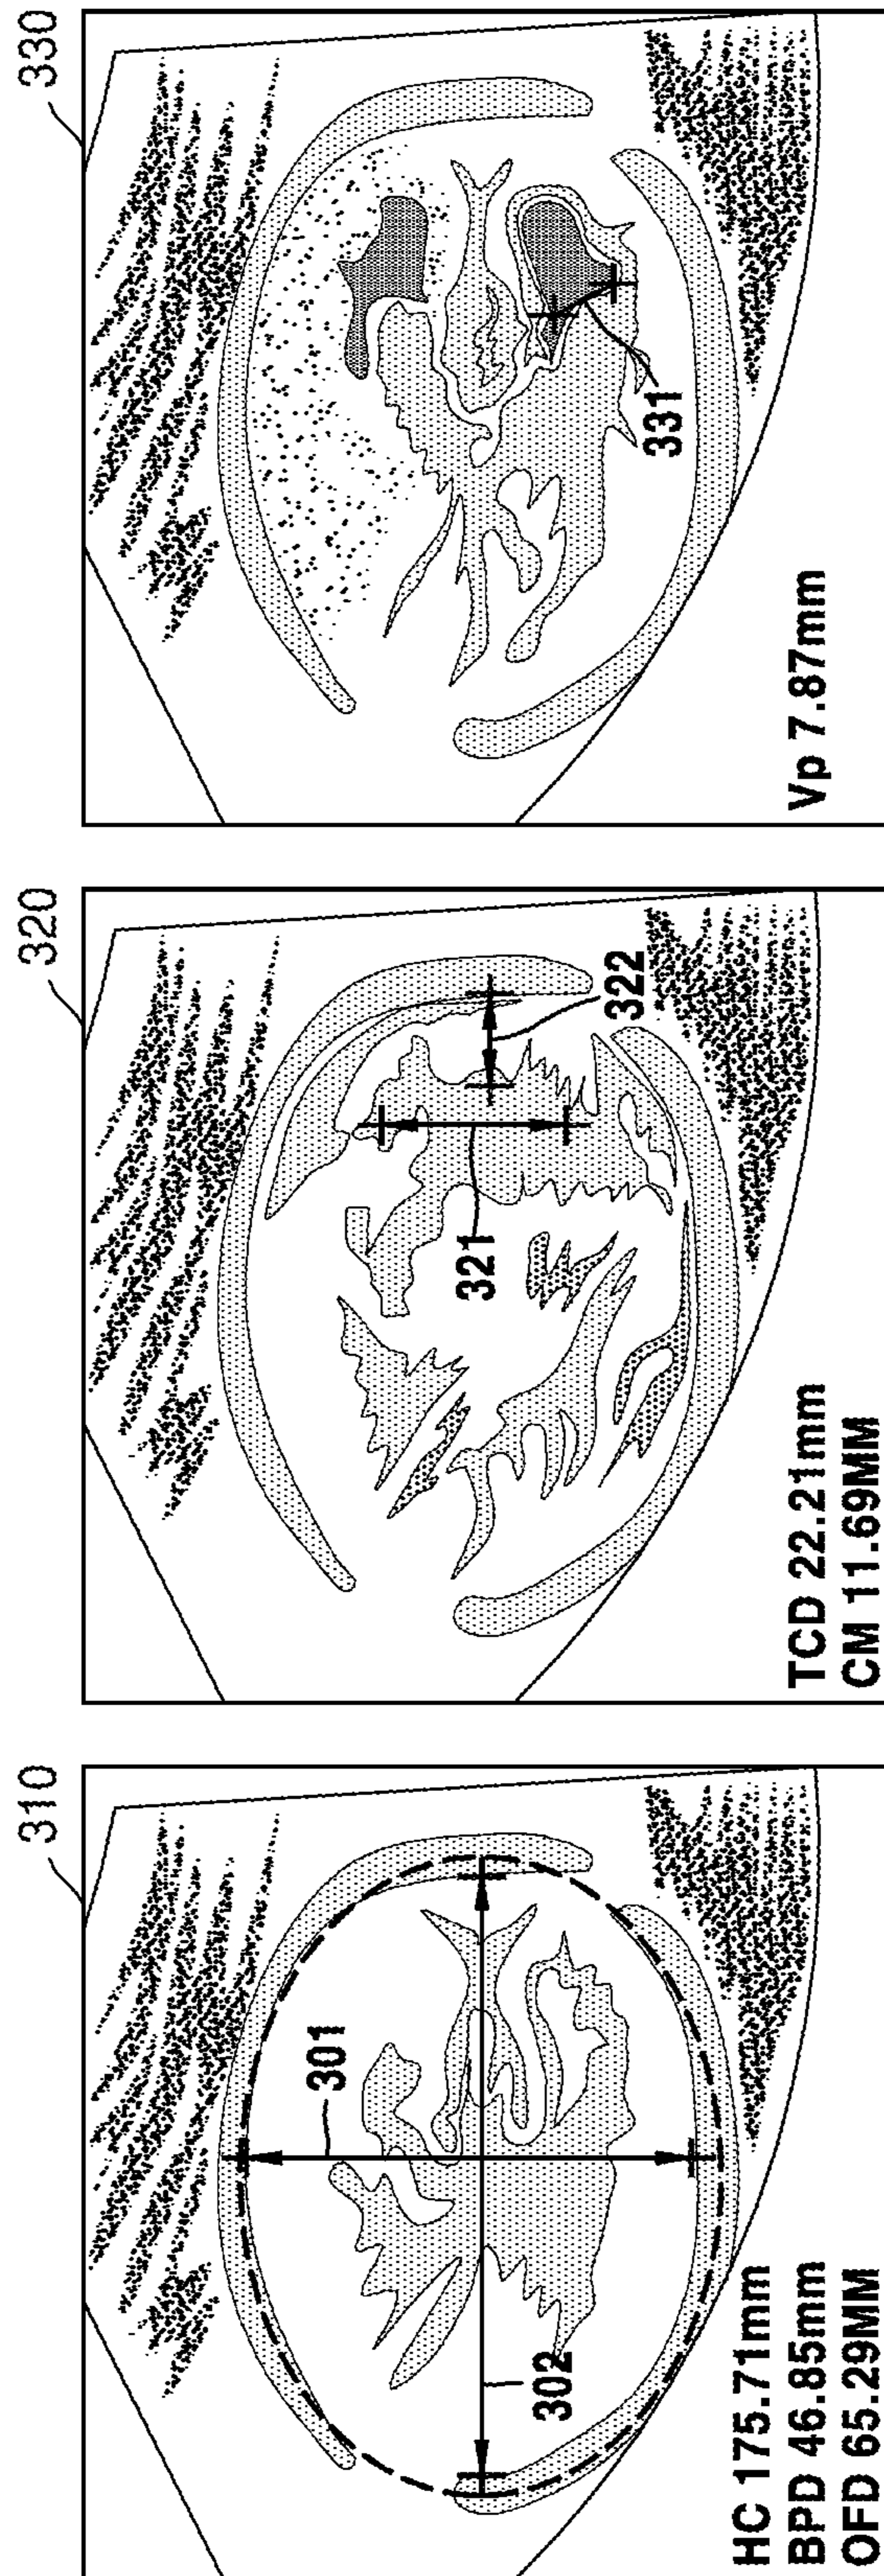 310
301
302
HC 175.71mm
BPD 46.85mm
OFD 65.29MM
320
322
321
TCD 22.21mm
CM 11.69MM
330
331
Vp 7.87mm